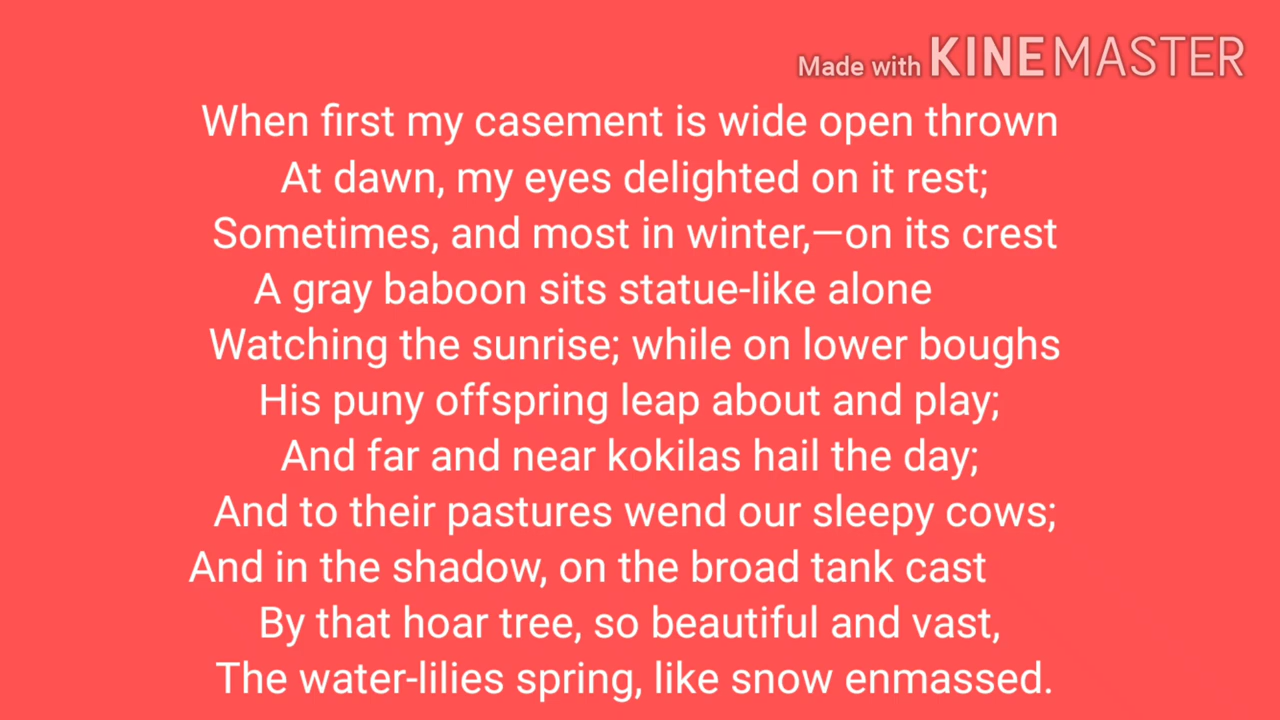 Made with KINEMASTER
When first my casement is wide open thrown
At dawn, my eyes delighted on it rest;
Sometimes, and most in winter,—on its crest
A gray baboon sits statue-like alone
Watching the sunrise; while on lower boughs
His puny offspring leap about and play;
And far and near kokilas hail the day;
And to their pastures wend our sleepy cows;
And in the shadow, on the broad tank cast
By that hoar tree, so beautiful and vast,
The water-lilies spring, like snow enmassed.